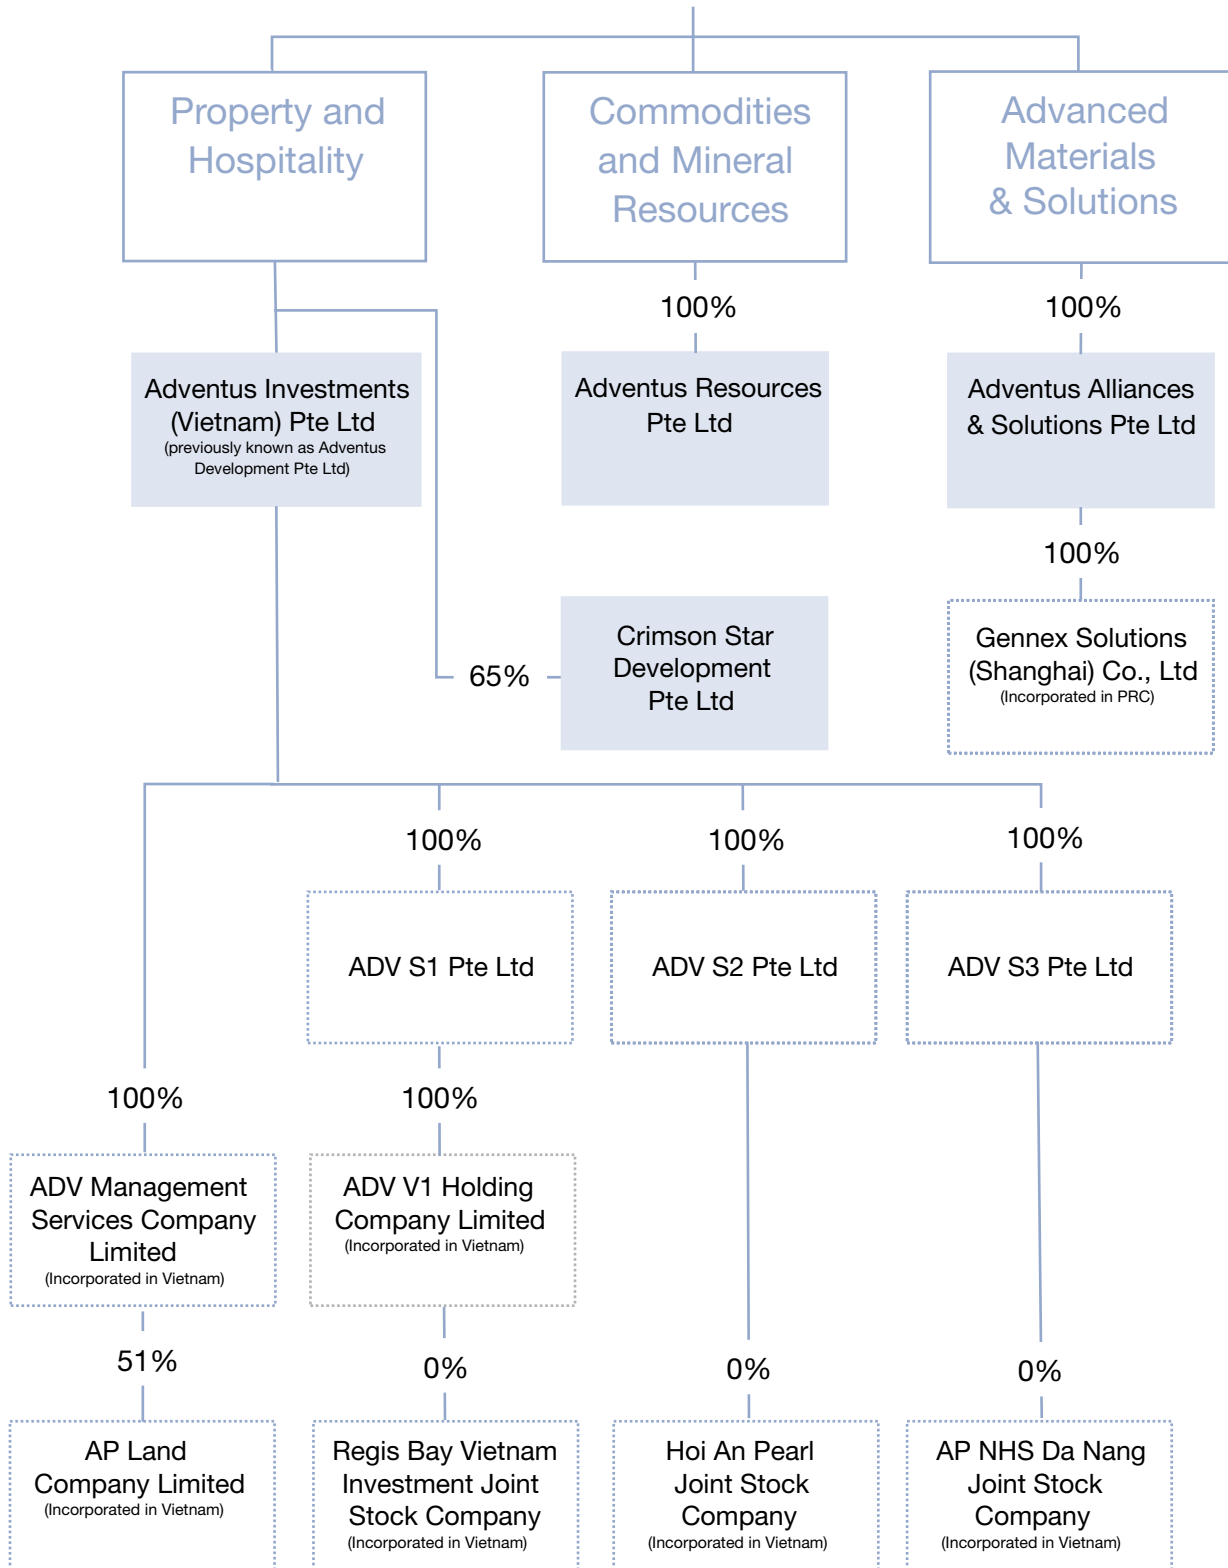 Property and
Hospitality
Commodities
and Mineral
Resources
Advanced
Materials
& Solutions
100%
100%
Adventus Investments
(Vietnam) Pte Ltd
(previously known as Adventus
Development Pte Ltd)
Adventus Resources
Pte Ltd
Adventus Alliances
& Solutions Pte Ltd
100%
65%
Crimson Star
Development
Pte Ltd
Gennex Solutions
(Shanghai) Co., Ltd
(Incorporated in PRC)
100%
100%
100%
ADV S1 Pte Ltd
ADV S2 Pte Ltd
ADV S3 Pte Ltd
100%
100%
ADV Management
Services Company
Limited
(Incorporated in Vietnam)
ADV V1 Holding
Company Limited
(Incorporated in Vietnam)
51%
0%
0%
0%
AP Land
Company Limited
(Incorporated in Vietnam)
Regis Bay Vietnam
Investment Joint
Stock Company
(Incorporated in Vietnam)
Hoi An Pearl
Joint Stock
Company
(Incorporated in Vietnam)
AP NHS Da Nang
Joint Stock
Company
(Incorporated in Vietnam)